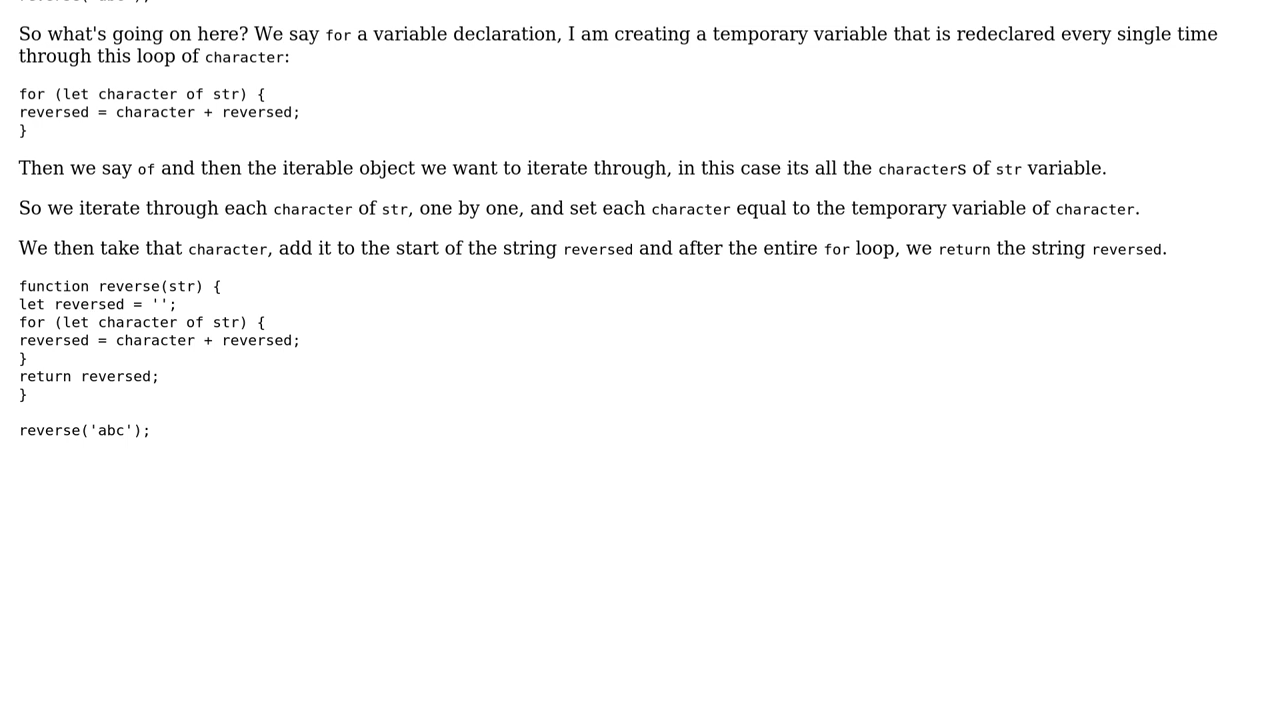 So what's going on here? We say for a variable declaration, I am creating a temporary variable that is redeclared every single time
through this loop of character:
for (let character of str) {
reversed = character + reversed;
}
Then we say of and then the iterable object we want to iterate through, in this case its all the characters of str variable.
So we iterate through each character of str, one by one, and set each character equal to the temporary variable of character.
We then take that character, add it to the start of the string reversed and after the entire for loop, we return the string reversed.
function reverse(str) {
let reversed = '';
for (let character of str) {
reversed = character + reversed;
}
return reversed;
}
reverse('abc');